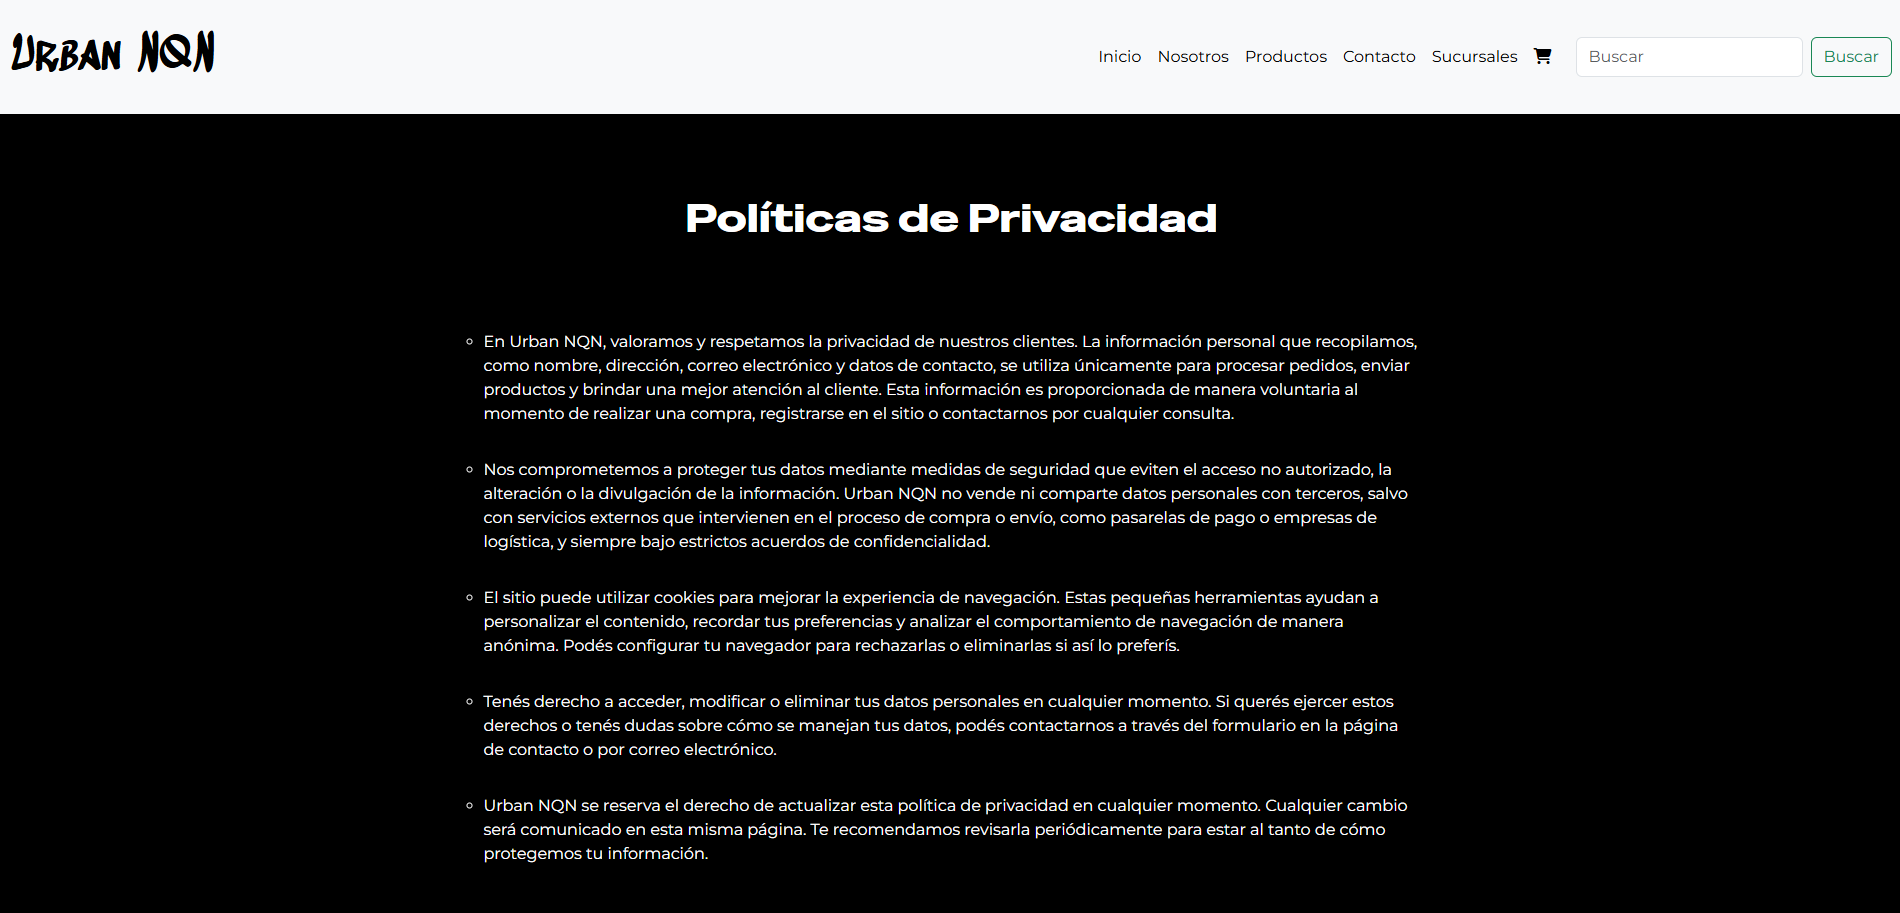 Urban NQN
Inicio Nosotros Productos Contacto Sucursales Buscar Buscar
Políticas de Privacidad
En Urban NQN, valoramos y respetamos la privacidad de nuestros clientes. La información personal que recopilamos,
como nombre, dirección, correo electrónico y datos de contacto, se utiliza únicamente para procesar pedidos, enviar
productos y brindar una mejor atención al cliente. Esta información es proporcionada de manera voluntaria al
momento de realizar una compra, registrarse en el sitio o contactarnos por cualquier consulta.
Nos comprometemos a proteger tus datos mediante medidas de seguridad que eviten el acceso no autorizado, la
alteración o la divulgación de la información. Urban NQN no vende ni comparte datos personales con terceros, salvo
con servicios externos que intervienen en el proceso de compra o envío, como pasarelas de pago o empresas de
logística, y siempre bajo estrictos acuerdos de confidencialidad.
El sitio puede utilizar cookies para mejorar la experiencia de navegación. Estas pequeñas herramientas ayudan a
personalizar el contenido, recordar tus preferencias y analizar el comportamiento de navegación de manera
anónima. Podés configurar tu navegador para rechazarlas o eliminarlas si así lo preferís.
Tenés derecho a acceder, modificar o eliminar tus datos personales en cualquier momento. Si querés ejercer estos
derechos o tenés dudas sobre cómo se manejan tus datos, podés contactarnos a través del formulario en la página
de contacto o por correo electrónico.
Urban NQN se reserva el derecho de actualizar esta política de privacidad en cualquier momento. Cualquier cambio
será comunicado en esta misma página. Te recomendamos revisarla periódicamente para estar al tanto de cómo
protegemos tu información.